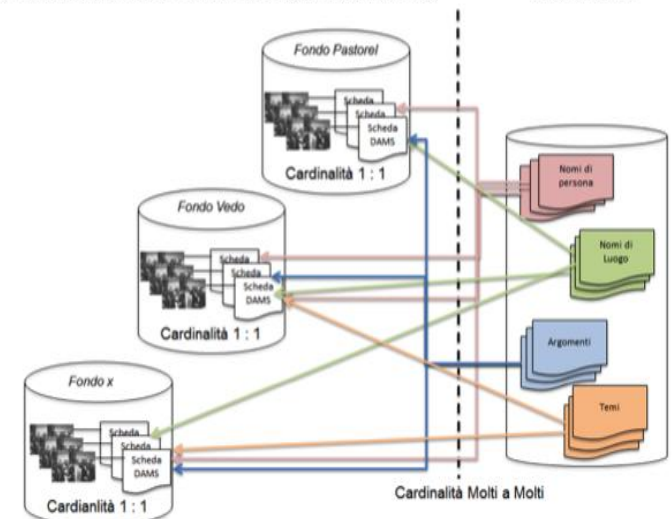 Fondo Pastorel
Scheda
Scheda
Scheda
DAMS
Cardinalità 1 : 1
Nomi di
persona
Fondo Vedo
Scheda
Scheda
Scheda
DAMS
Cardinalità 1 : 1
Nomi di
Luogo
Argomenti
Fondo x
Scheda
Scheda
Scheda
DAMS
Cardianlità 1 : 1
Temi
Cardinalità Molti a Molti